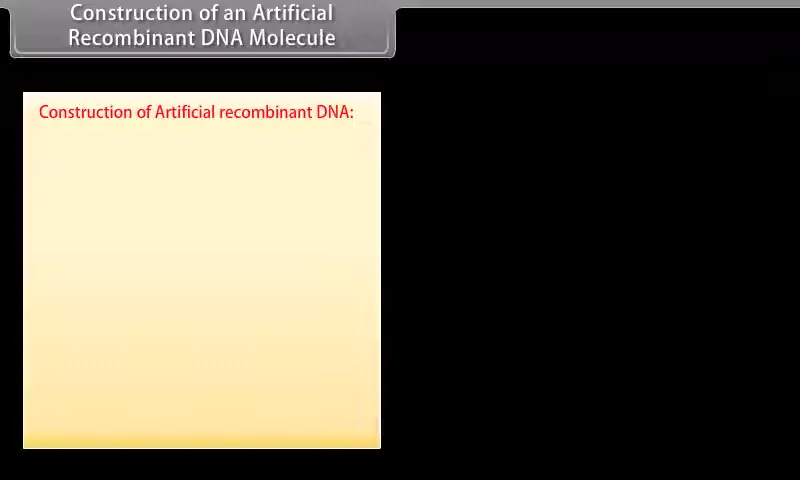 Construction of an Artificial
Recombinant DNA Molecule
Construction of Artificial recombinant DNA: